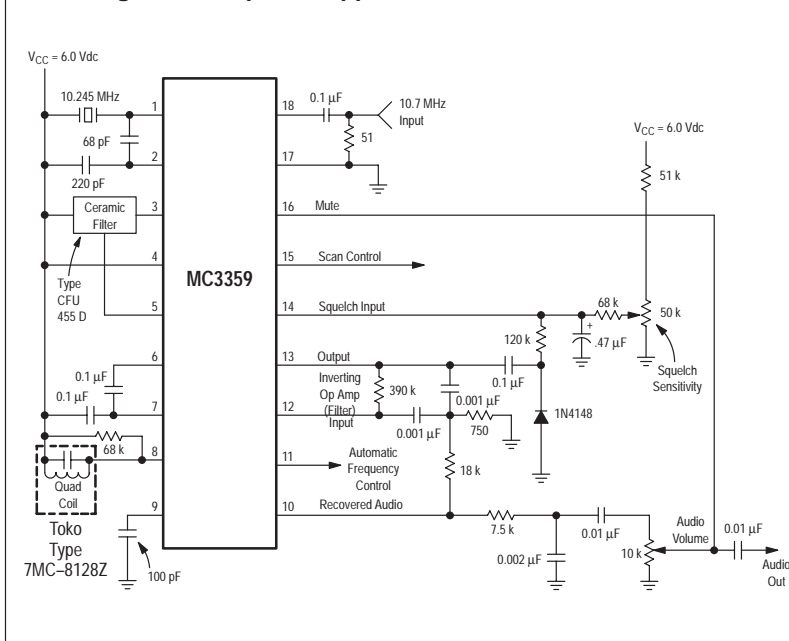 V_CC = 6.0 Vdc
10.245 MHz
68 pF
220 pF
Ceramic
Filter
Type
CFU
455 D
0.1 µF
0.1 µF
68 k
Quad
Coil
Toko
Type
7MC–8128Z
100 pF
1
2
3
4
5
6
7
8
9
MC3359
18
17
16
15
14
13
12
11
10
0.1 µF
10.7 MHz
Input
51
Mute
Scan Control
Squelch Input
Output
Inverting
Op Amp
(Filter)
Input
Automatic
Frequency
Control
Recovered Audio
390 k
0.001 µF
0.001 µF
750
18 k
120 k
0.1 µF
1N4148
+
.47 µF
68 k
V_CC = 6.0 Vdc
51 k
50 k
Squelch
Sensitivity
7.5 k
0.002 µF
0.01 µF
10 k
Audio
Volume
0.01 µF
Audio
Out